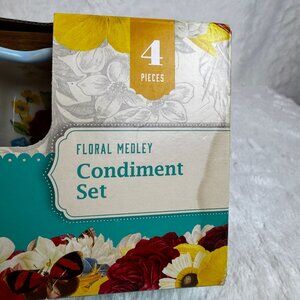 4
PIECES
FLORAL MEDLEY
Condiment
Set